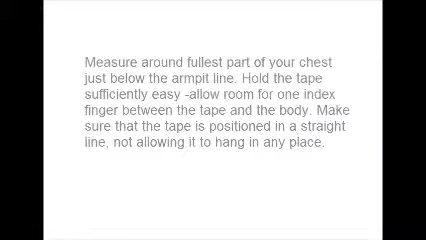 Measure around fullest part of your chest
just below the armpit line. Hold the tape
sufficiently easy -allow room for one index
finger between the tape and the body. Make
sure that the tape is positioned in a straight
line, not allowing it to hang in any place.